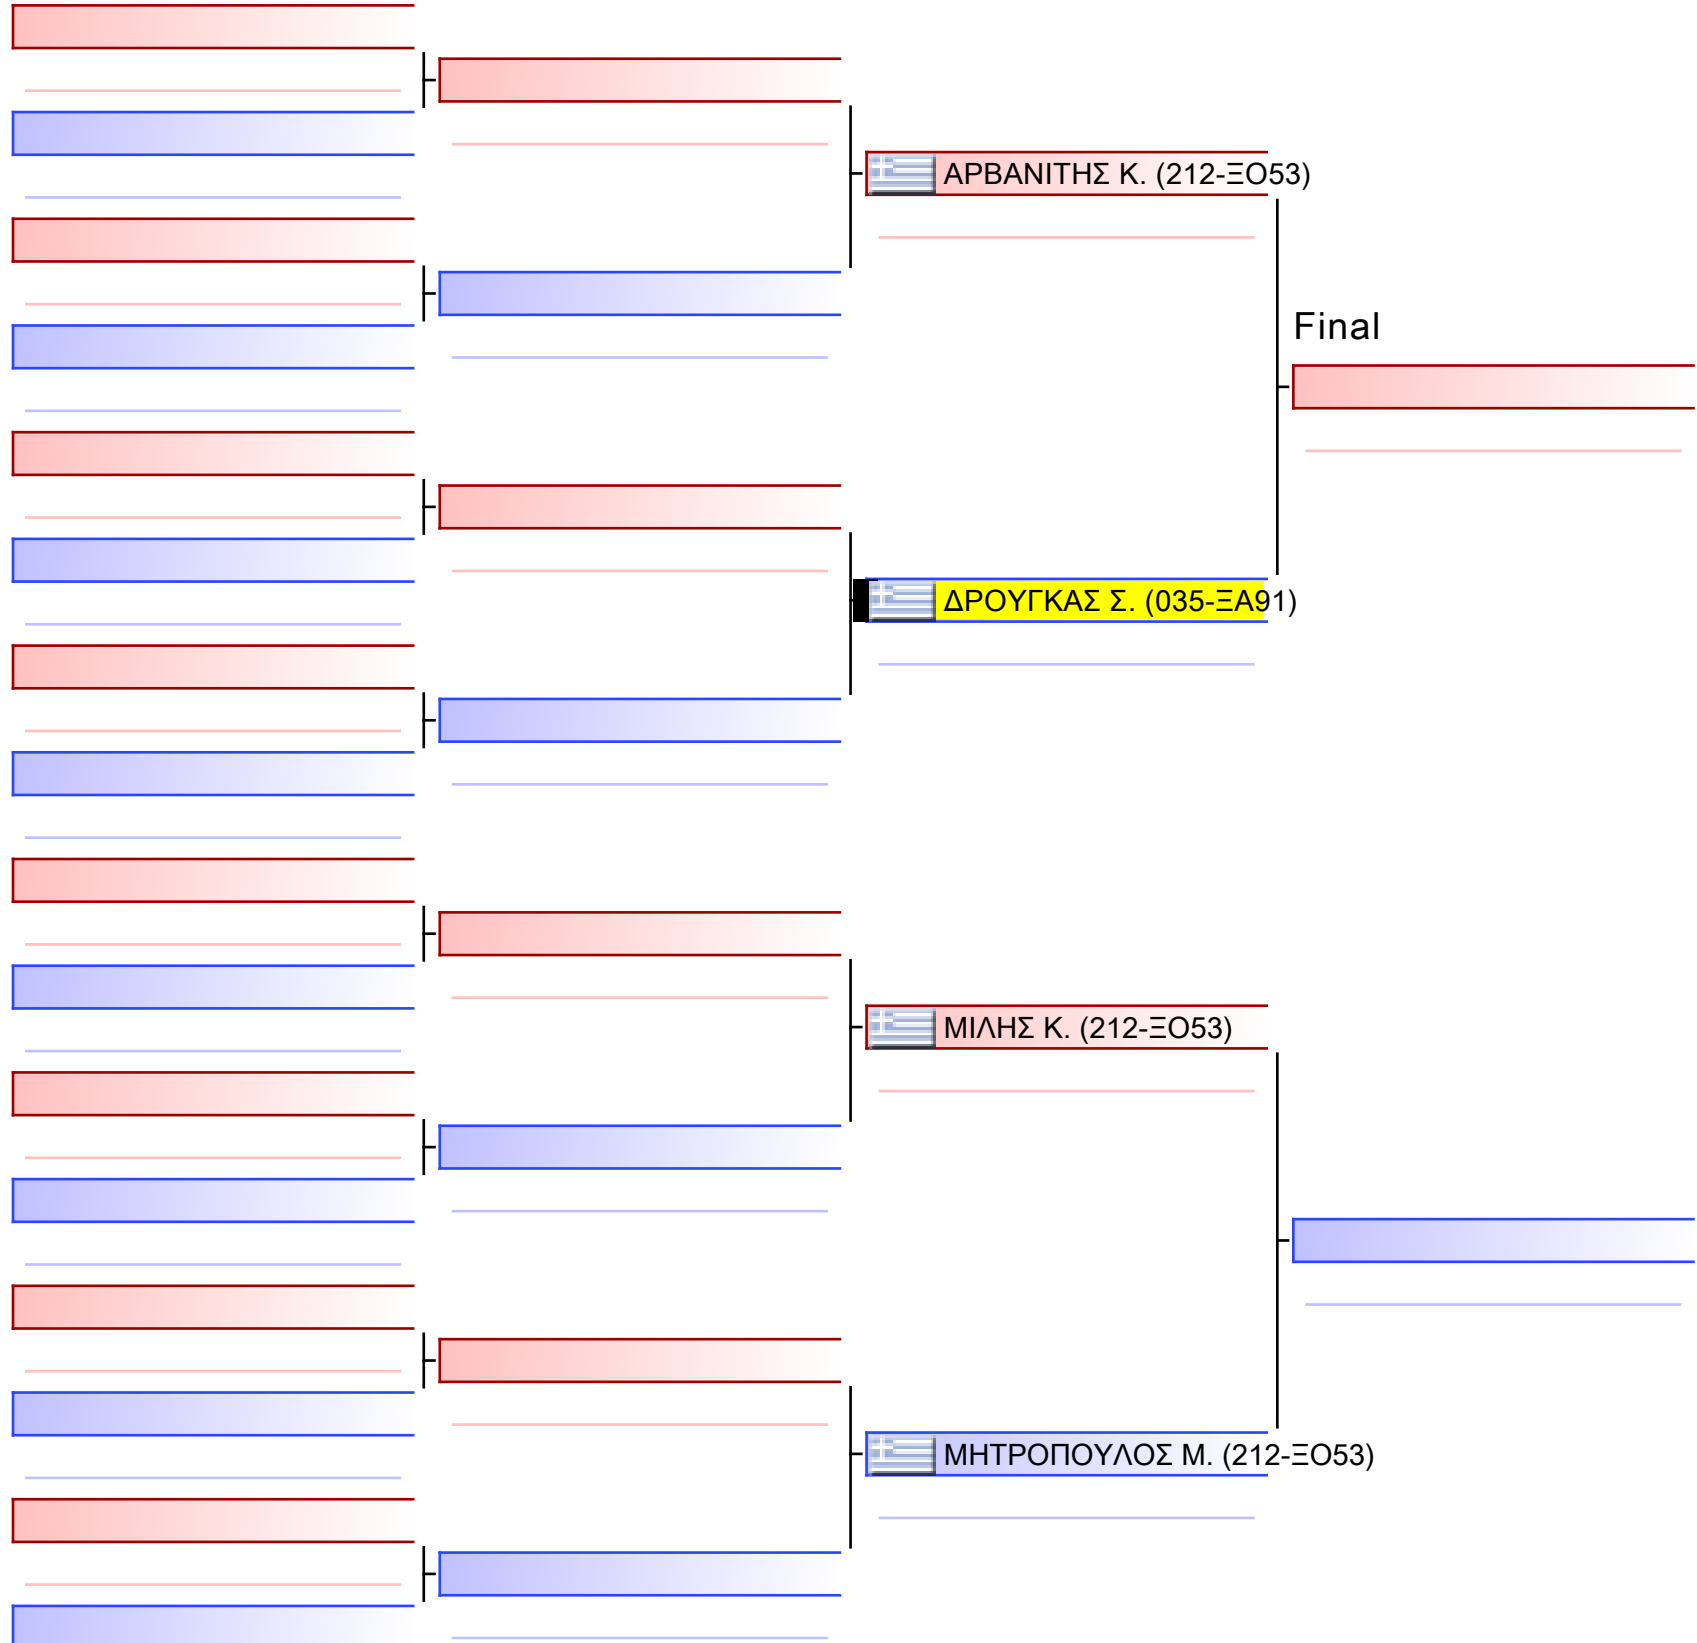 ΑΡΒΑΝΙΤΗΣ Κ. (212-ΞΟ53)
Final
ΔΡΟΥΓΚΑΣ Σ. (035-ΞΑ91)
ΜΙΛΗΣ Κ. (212-ΞΟ53)
ΜΗΤΡΟΠΟΥΛΟΣ Μ. (212-ΞΟ53)